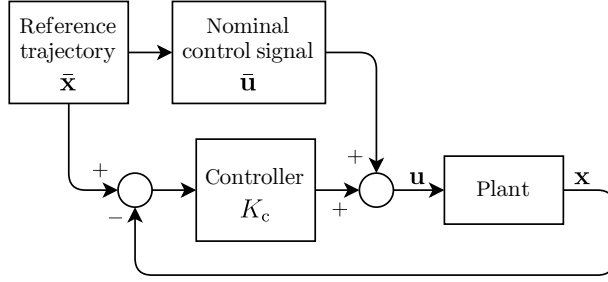 Reference
trajectory
x̄
Nominal
control signal
ū
+
+
−
Controller
K_c
+
u
Plant
x